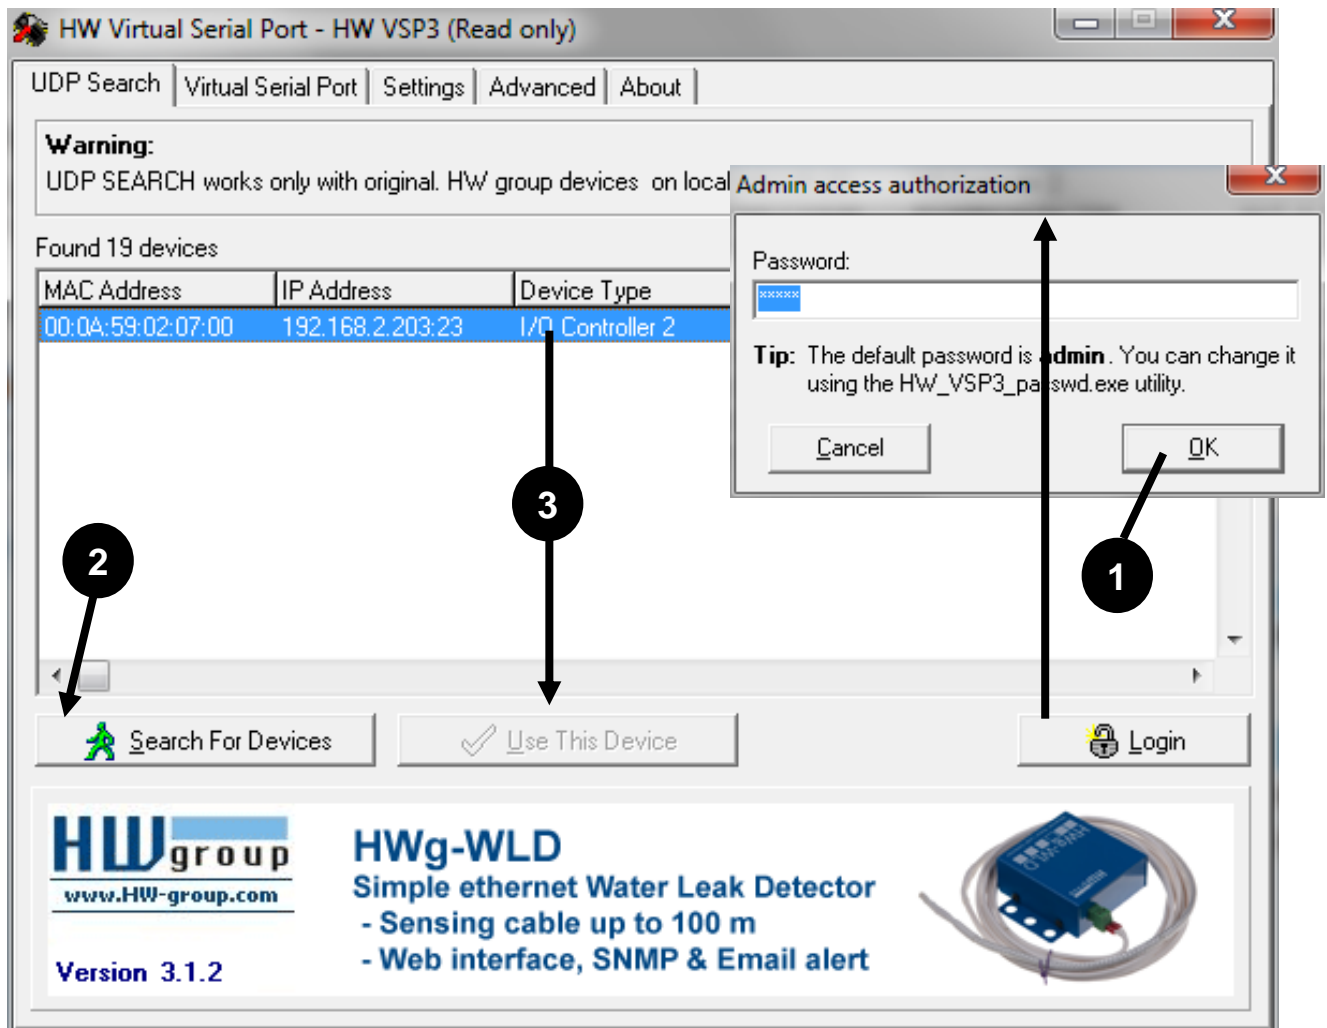 HW Virtual Serial Port - HW VSP3 (Read only)
UDP Search Virtual Serial Port Settings Advanced About
Warning:
UDP SEARCH works only with original. HW group devices on local
Admin access authorization
Password:
*****
Tip: The default password is admin. You can change it
using the HW_VSP3_passwd.exe utility.
Cancel OK
Found 19 devices
MAC Address IP Address Device Type
00:0A:59:02:07:00 192.168.2.203:23 I/O Controller 2
3
2
1
Search For Devices Use This Device Login
HW group
www.HW-group.com
Version 3.1.2
HWg-WLD
Simple ethernet Water Leak Detector
- Sensing cable up to 100 m
- Web interface, SNMP & Email alert
HWg-WLD